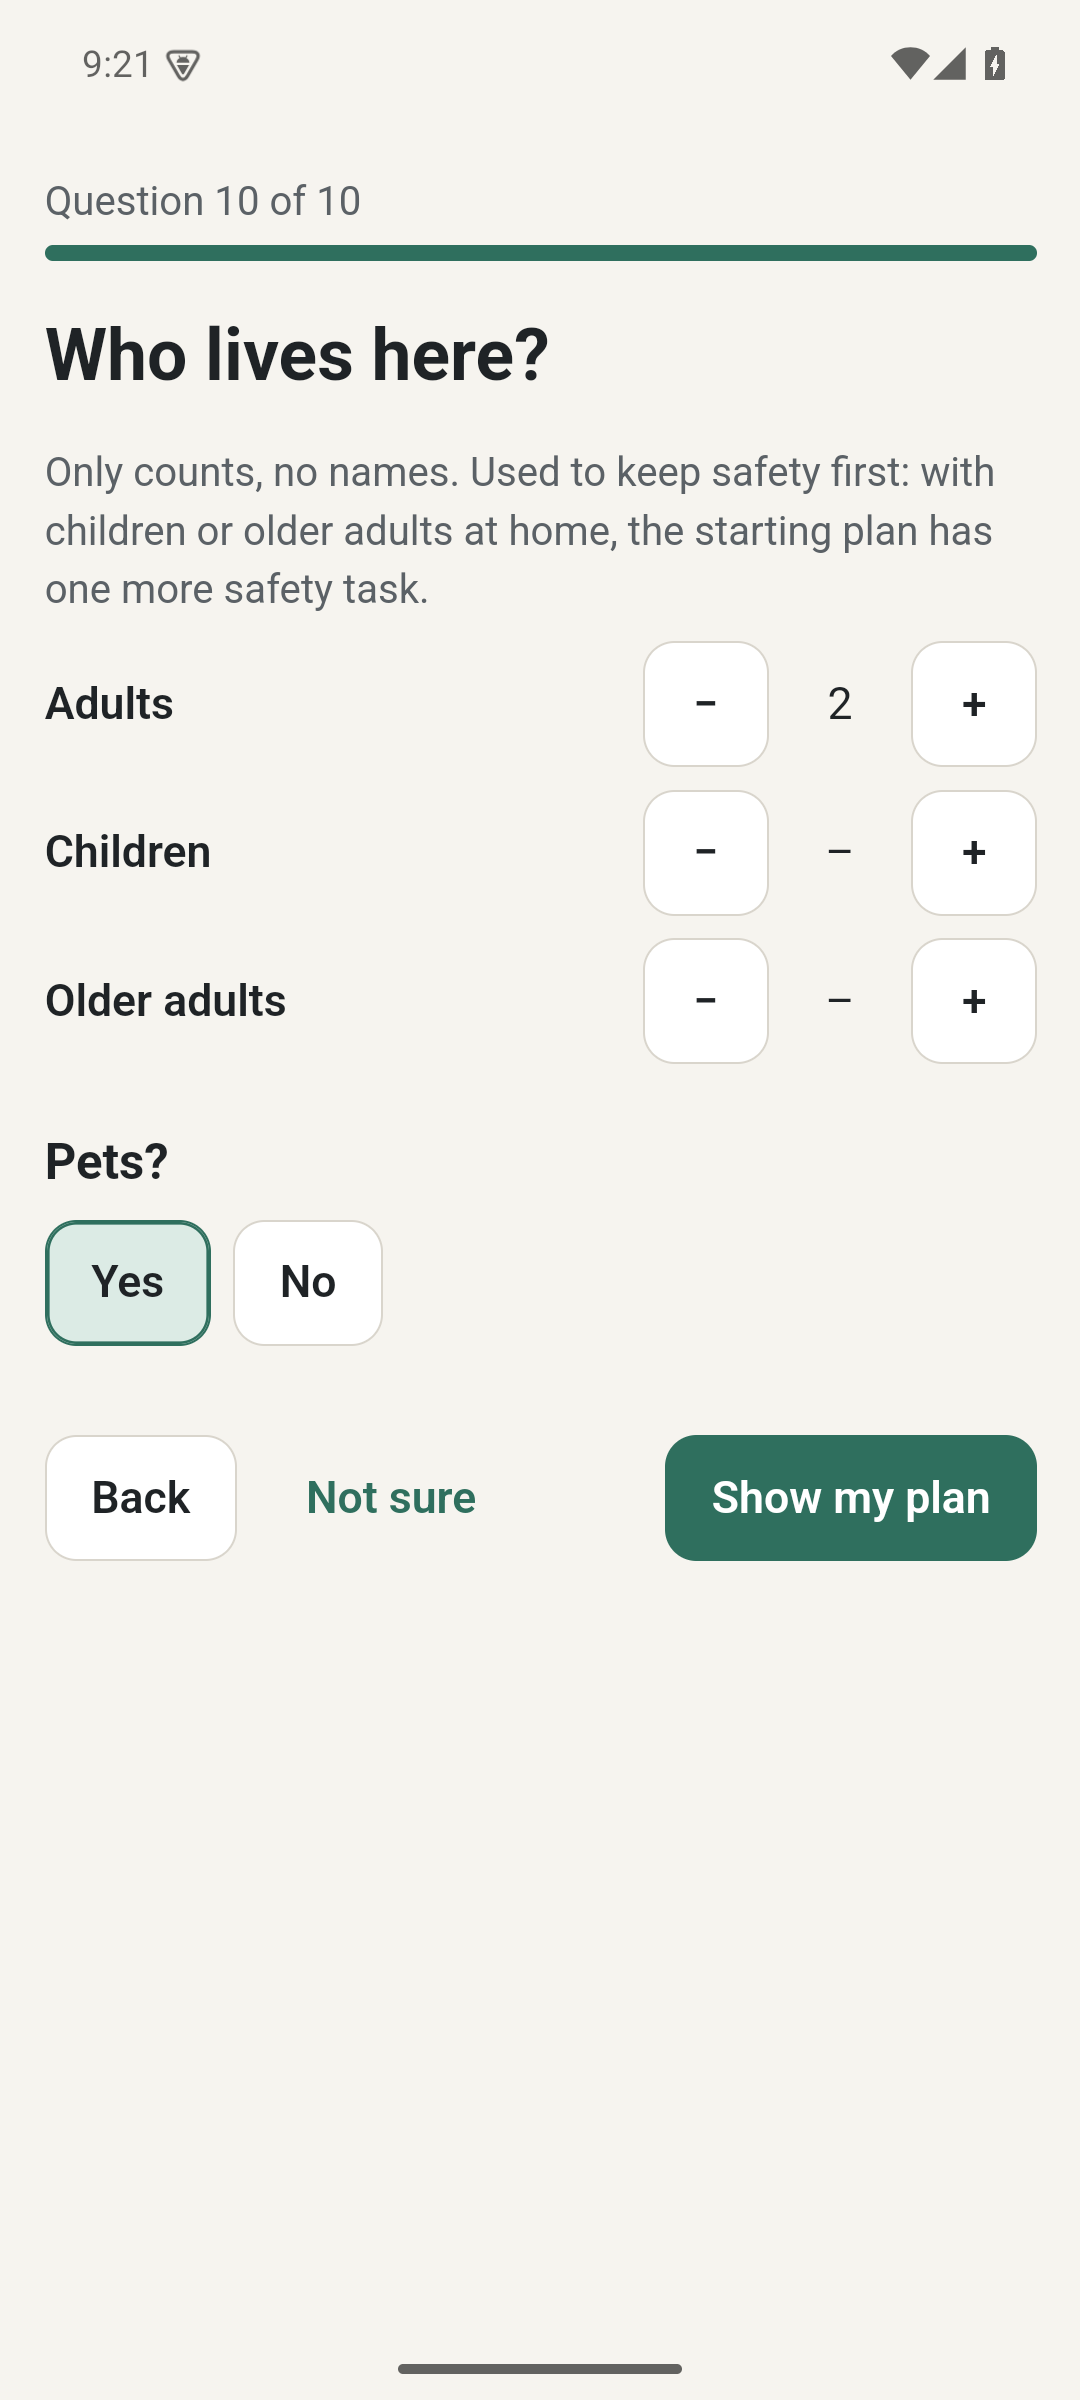 9:21
Question 10 of 10
Who lives here?
Only counts, no names. Used to keep safety first: with
children or older adults at home, the starting plan has
one more safety task.
Adults − 2 +
Children − – +
Older adults − – +
Pets?
Yes No
Back Not sure Show my plan